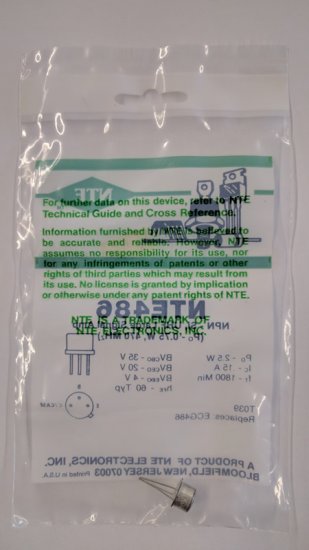 NTE
For further data on this device, refer to NTE
Technical Guide and Cross Reference.
Information furnished by NTE is believed to
be accurate and reliable. However, NTE
assumes no responsibility for its use, nor
for any infringements of patents or other
rights of third parties which may result from
its use. No license is granted by implication
or otherwise under any patent rights of NTE.
NTE486
NTE IS A TRADEMARK OF
NTE ELECTRONICS, INC.
NPN
BVCBO - 35 V
BVCEO - 20 V
BVEBO - 4 V
hFE - 60 Typ
PD - 2.5 W
IC - .15 A
fT - 1800 Min
T039
Replaces ECG486
A PRODUCT OF NTE ELECTRONICS, INC.
BLOOMFIELD, NEW JERSEY 07003 Printed in U.S.A.